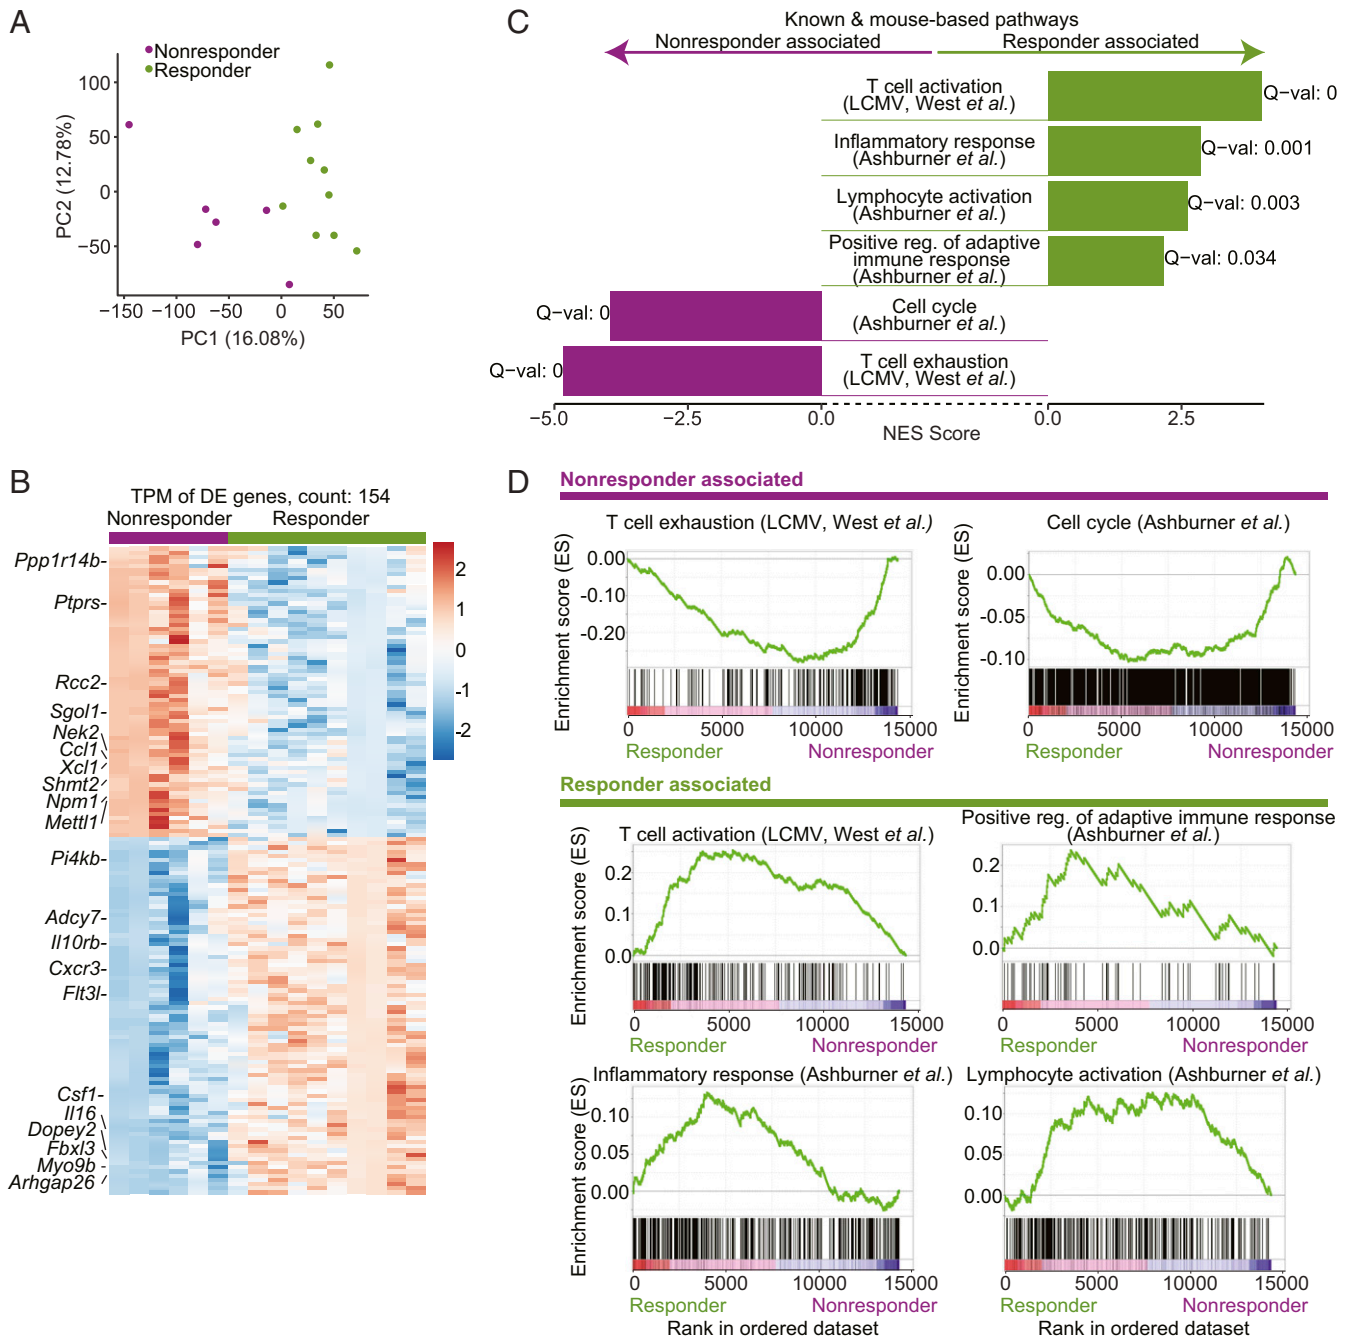 A
Nonresponder
Responder
100
50
0
−50
PC2 (12.78%)
−150 −100 −50 0 50
PC1 (16.08%)
C
Known & mouse-based pathways
Nonresponder associated Responder associated
T cell activation
(LCMV, West et al.)
Q−val: 0
Inflammatory response
(Ashburner et al.)
Q−val: 0.001
Lymphocyte activation
(Ashburner et al.)
Q−val: 0.003
Positive reg. of adaptive
immune response
(Ashburner et al.)
Q−val: 0.034
Q−val: 0
Cell cycle
(Ashburner et al.)
Q−val: 0
T cell exhaustion
(LCMV, West et al.)
−5.0 −2.5 0.0 0.0 2.5
NES Score
B
TPM of DE genes, count: 154
Nonresponder Responder
Ppp1r14b-
Ptprs-
Rcc2-
Sgol1-
Nek2
Ccl1
Xcl1
Shmt2
Npm1
Mettl1
Pi4kb-
Adcy7-
Il10rb-
Cxcr3-
Flt3l-
Csf1-
Il16
Dopey2
Fbxl3
Myo9b -
Arhgap26
2
1
0
-1
-2
D
Nonresponder associated
T cell exhaustion (LCMV, West et al.)
Enrichment score (ES)
0.00
-0.10
-0.20
0 5000 10000 15000
Responder Nonresponder
Cell cycle (Ashburner et al.)
Enrichment score (ES)
0.00
-0.05
-0.10
0 5000 10000 15000
Responder Nonresponder
Responder associated
T cell activation (LCMV, West et al.)
Enrichment score (ES)
0.2
0.1
0.0
0 5000 10000 15000
Responder Nonresponder
Positive reg. of adaptive immune response
(Ashburner et al.)
0.2
0.1
0.0
0 5000 10000 15000
Responder Nonresponder
Inflammatory response (Ashburner et al.)
Enrichment score (ES)
0.10
0.05
0.00
0 5000 10000 15000
Responder Nonresponder
Rank in ordered dataset
Lymphocyte activation (Ashburner et al.)
0.10
0.05
0.00
0 5000 10000 15000
Responder Nonresponder
Rank in ordered dataset